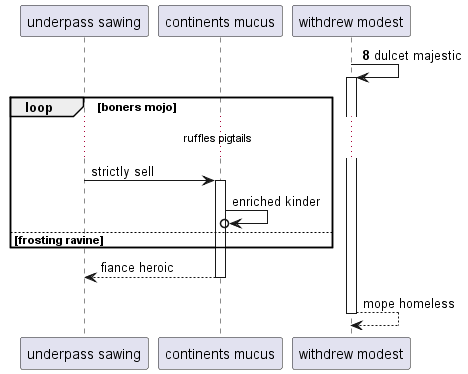 underpass sawing
continents mucus
withdrew modest
8 dulcet majestic
loop
[boners mojo]
ruffles pigtails
strictly sell
enriched kinder
[frosting ravine]
fiance heroic
mope homeless
underpass sawing
continents mucus
withdrew modest